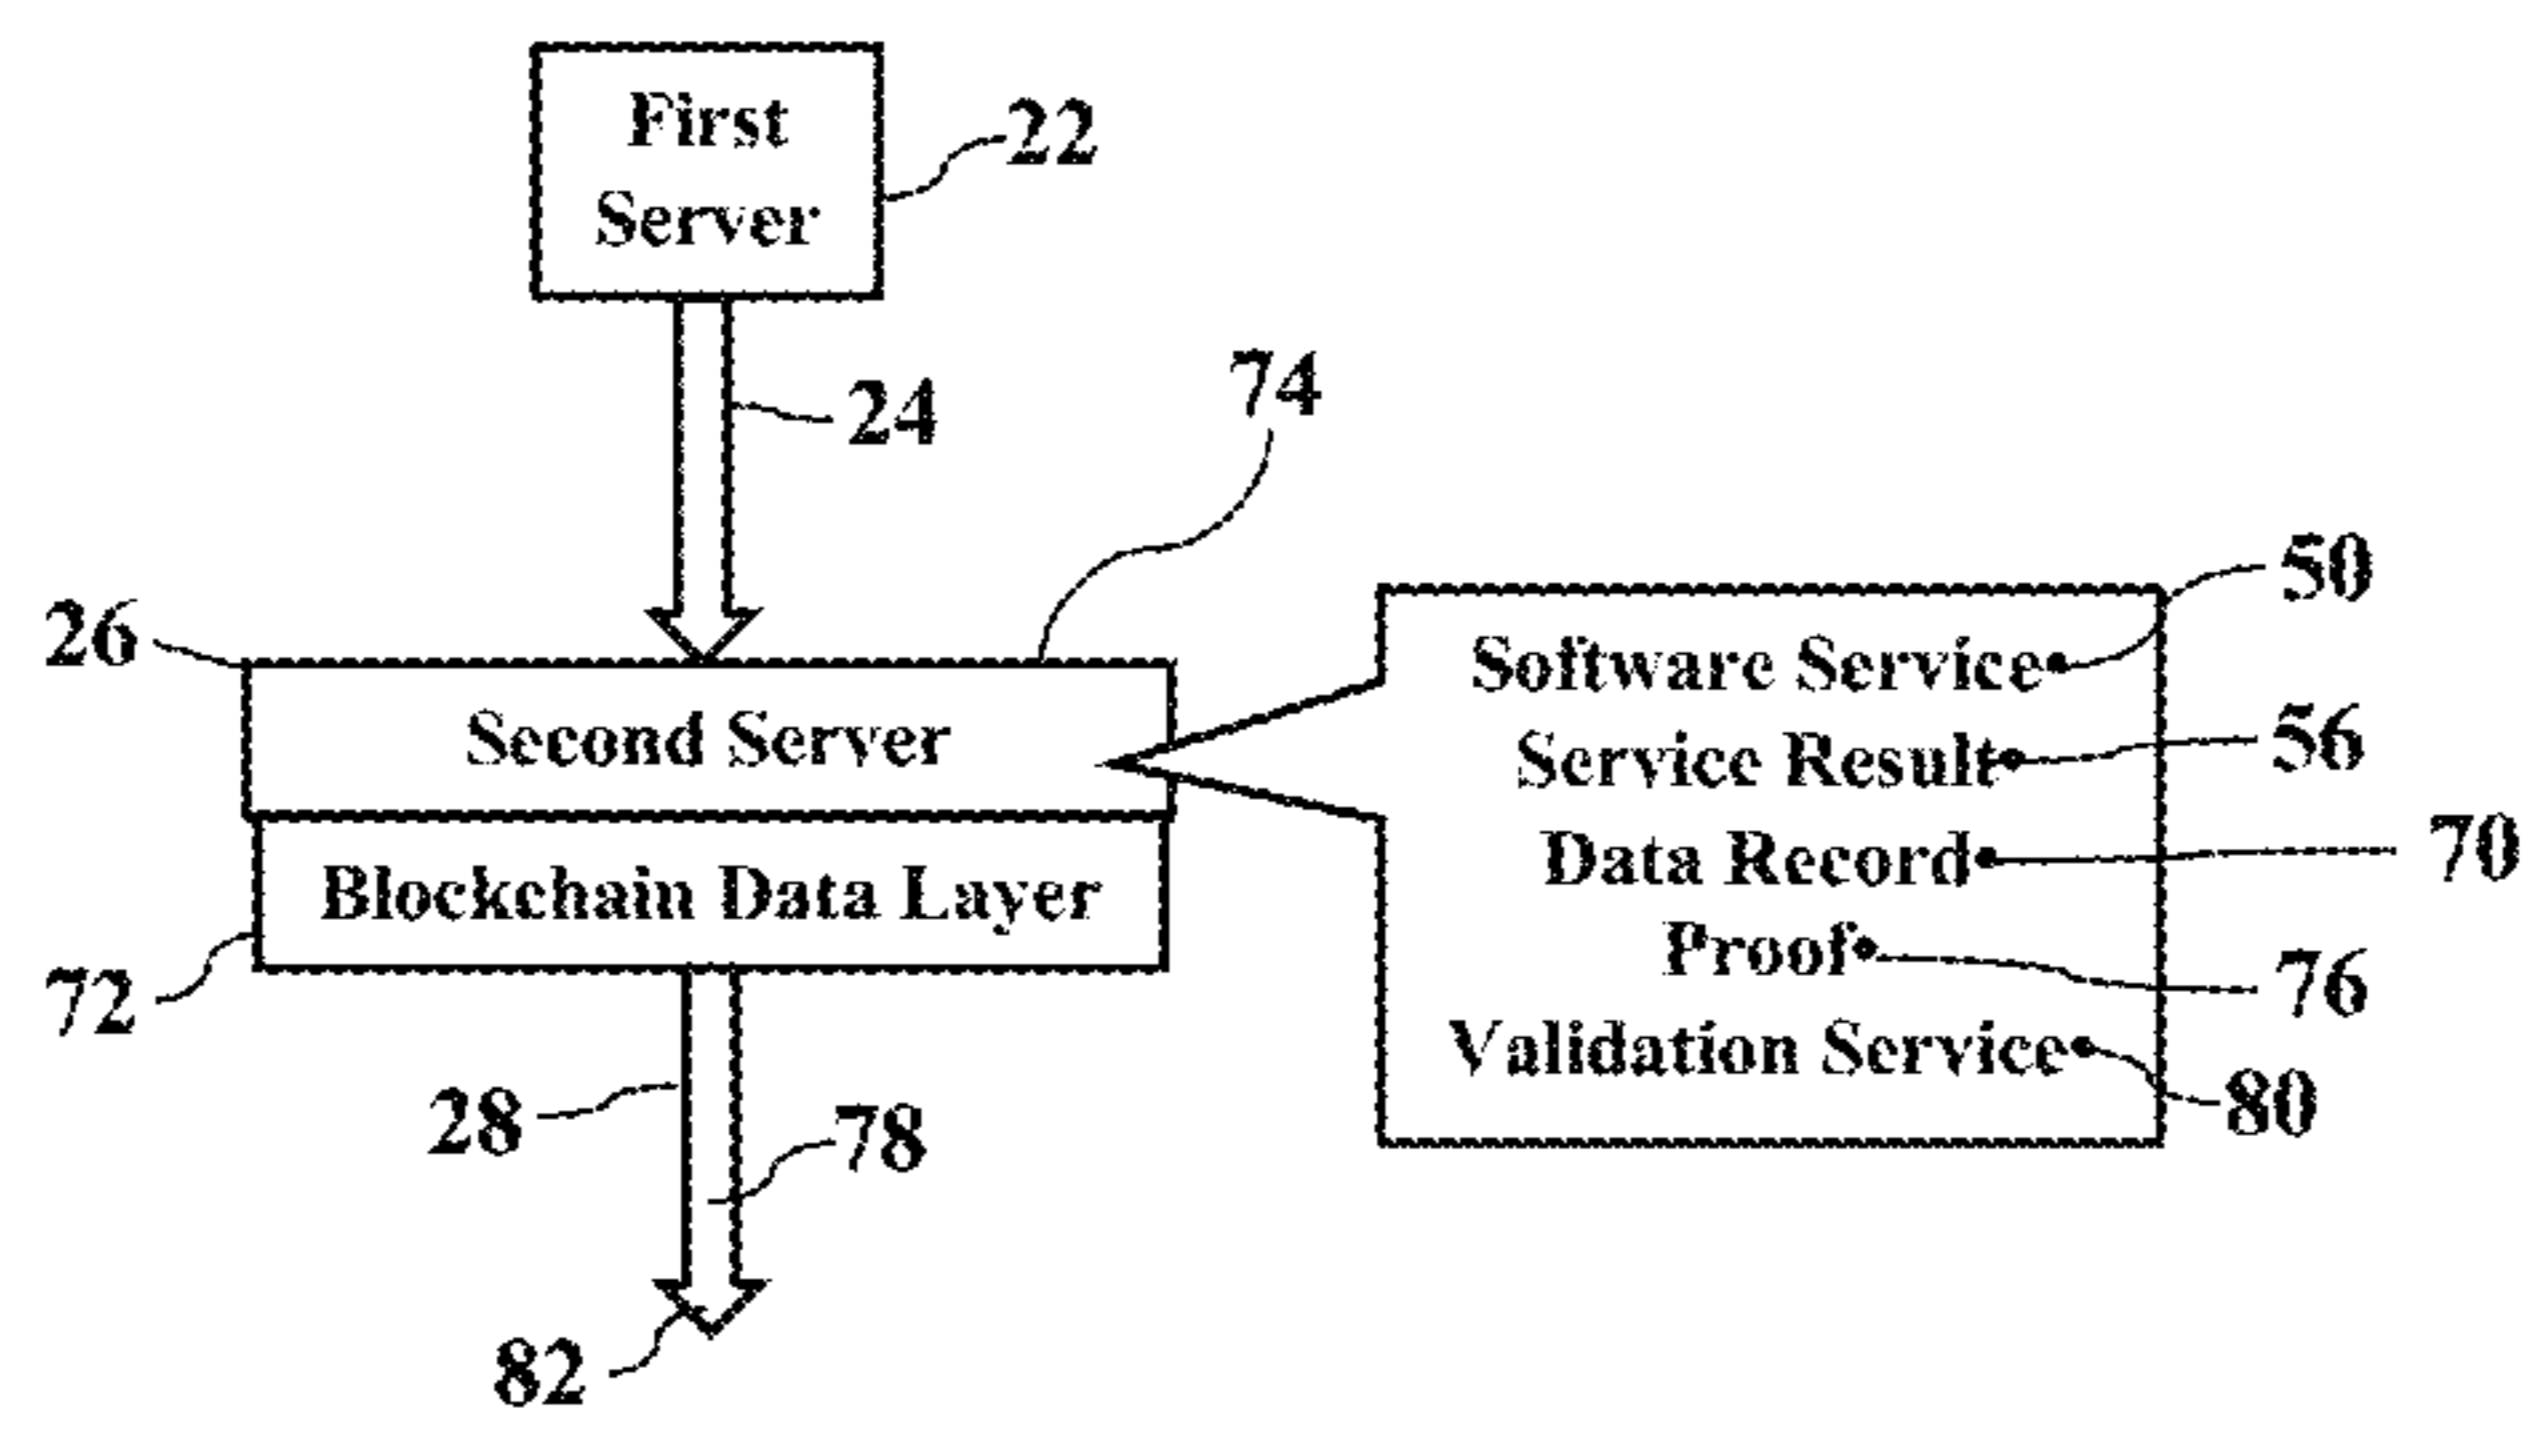 First
Server
22
24
74
26
Second Server
Blockchain Data Layer
72
28
78
82
Software Service
50
Service Result
56
Data Record
70
Proof
76
Validation Service
80